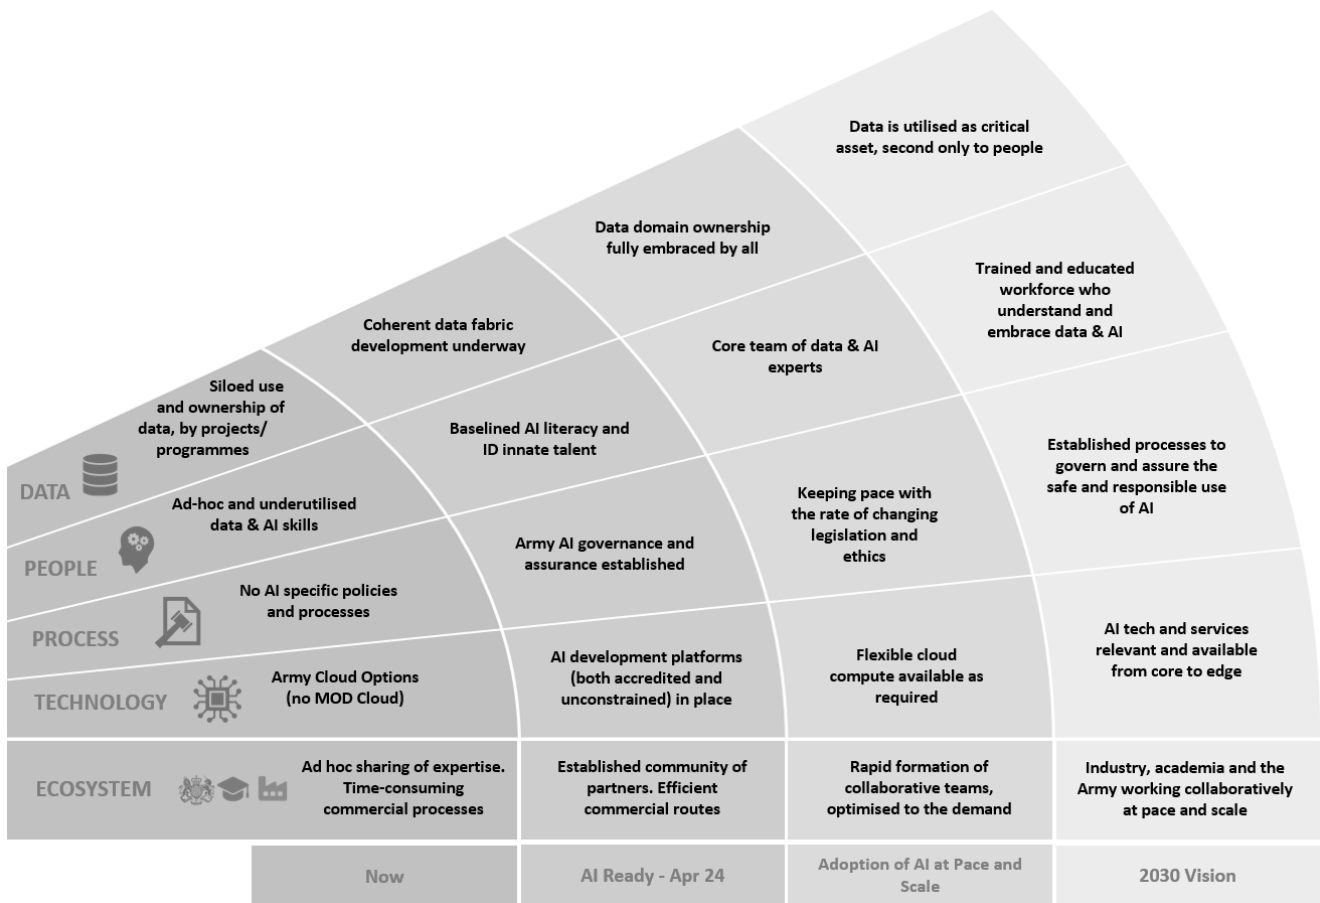 DATA
Siloed use
and ownership of
data, by projects/
programmes
Coherent data fabric
development underway
Data domain ownership
fully embraced by all
Data is utilised as critical
asset, second only to people
PEOPLE
Ad-hoc and underutilised
data & AI skills
Baselined AI literacy and
ID innate talent
Core team of data & AI
experts
Trained and educated
workforce who
understand and
embrace data & AI
PROCESS
No AI specific policies
and processes
Army AI governance and
assurance established
Keeping pace with
the rate of changing
legislation and
ethics
Established processes to
govern and assure the
safe and responsible use
of AI
TECHNOLOGY
Army Cloud Options
(no MOD Cloud)
AI development platforms
(both accredited and
unconstrained) in place
Flexible cloud
compute available as
required
AI tech and services
relevant and available
from core to edge
ECOSYSTEM
Ad hoc sharing of expertise.
Time-consuming
commercial processes
Established community of
partners. Efficient
commercial routes
Rapid formation of
collaborative teams,
optimised to the demand
Industry, academia and the
Army working collaboratively
at pace and scale
Now
AI Ready - Apr 24
Adoption of AI at Pace and
Scale
2030 Vision